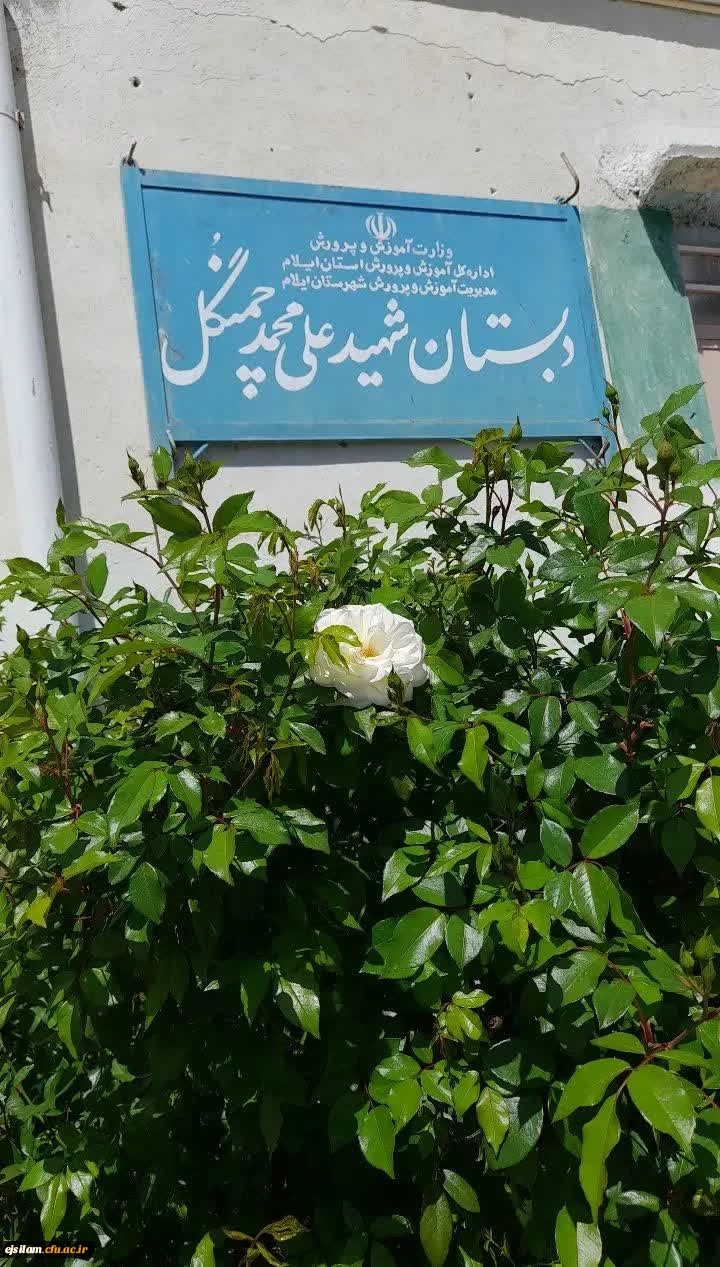 وزارت آموزش و پرورش
اداره کل آموزش و پرورش استان ایلام
مدیریت آموزش و پرورش شهرستان ایلام
دبستان شهید علی محمد چمنگل
ejsilam.cfu.ac.ir